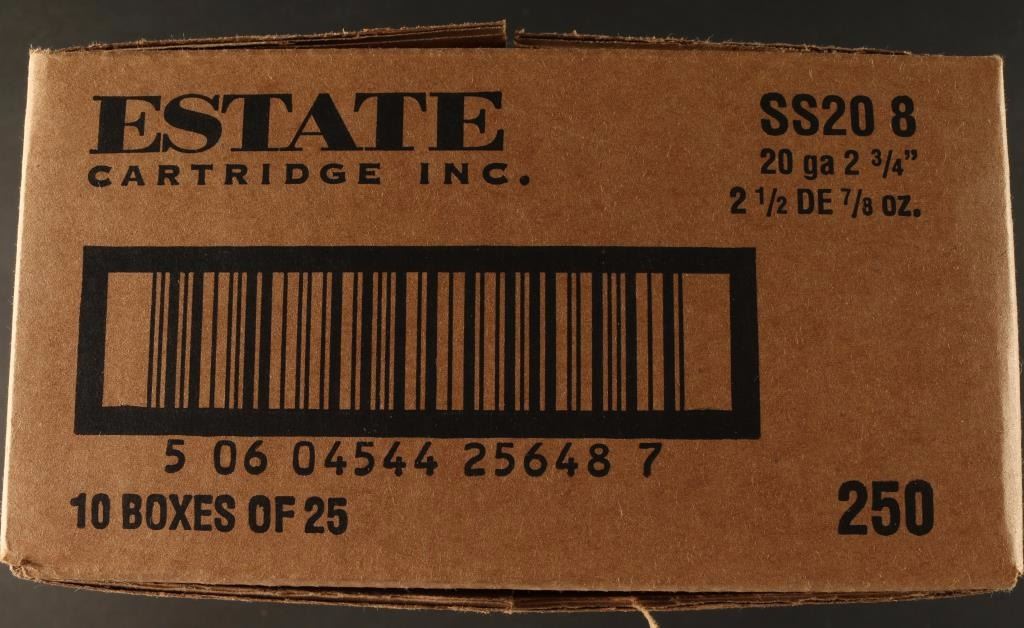 ESTATE
CARTRIDGE INC.
SS20 8
20 ga 2 3/4”
2 1/2 DE 7/8 OZ.
5 06 04544 25648 7
10 BOXES OF 25
250